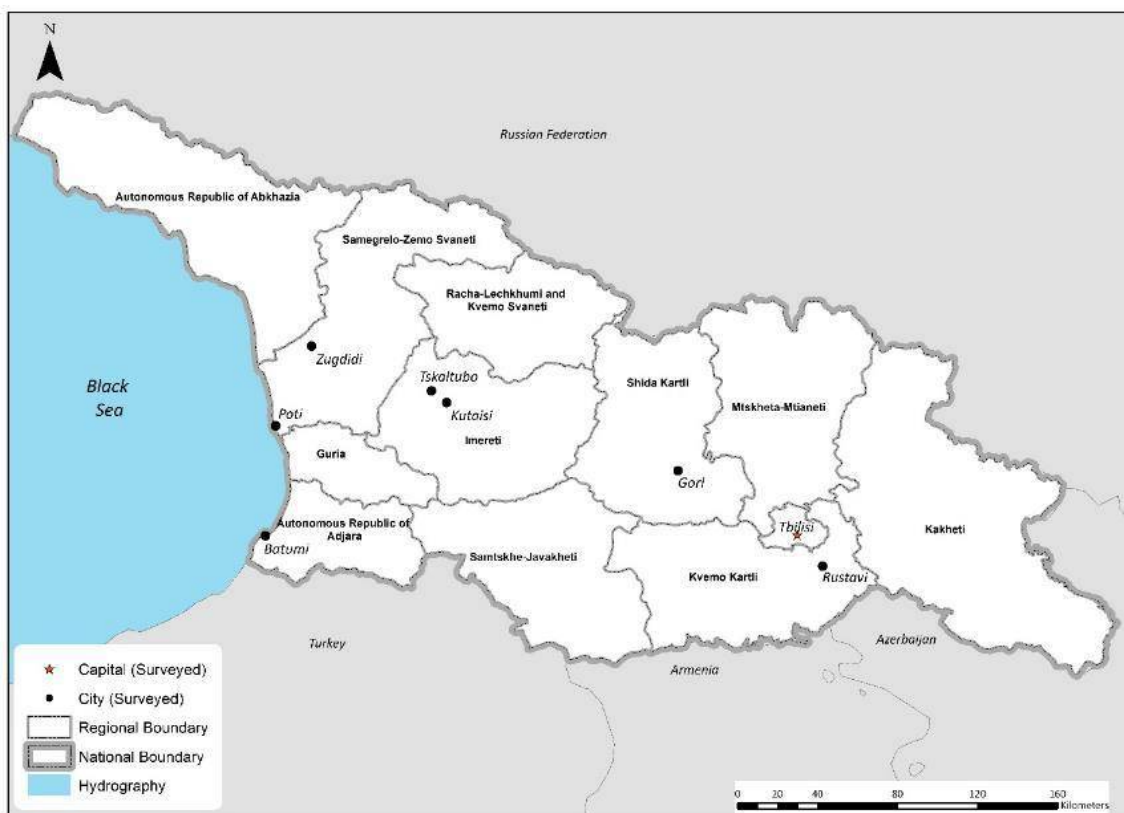 N
Russian Federation
Autonomous Republic of Abkhazia
Samegrelo-Zemo Svaneti
Racha-Lechkhumi and
Kvemo Svaneti
Zugdidi
Tskaltubo
Kutaisi
Shida Kartli
Mtskheta-Mtianeti
Black
Sea
Poti
Imereti
Guria
Gori
Kakheti
Autonomous Republic of
Adjara
Batumi
Tbilisi
Samtskhe-Javakheti
Kvemo Kartli
Rustavi
Turkey
Armenia
Azerbaijan
Capital (Surveyed)
City (Surveyed)
Regional Boundary
National Boundary
Hydrography
0 20 40 80 120 160
Kilometers